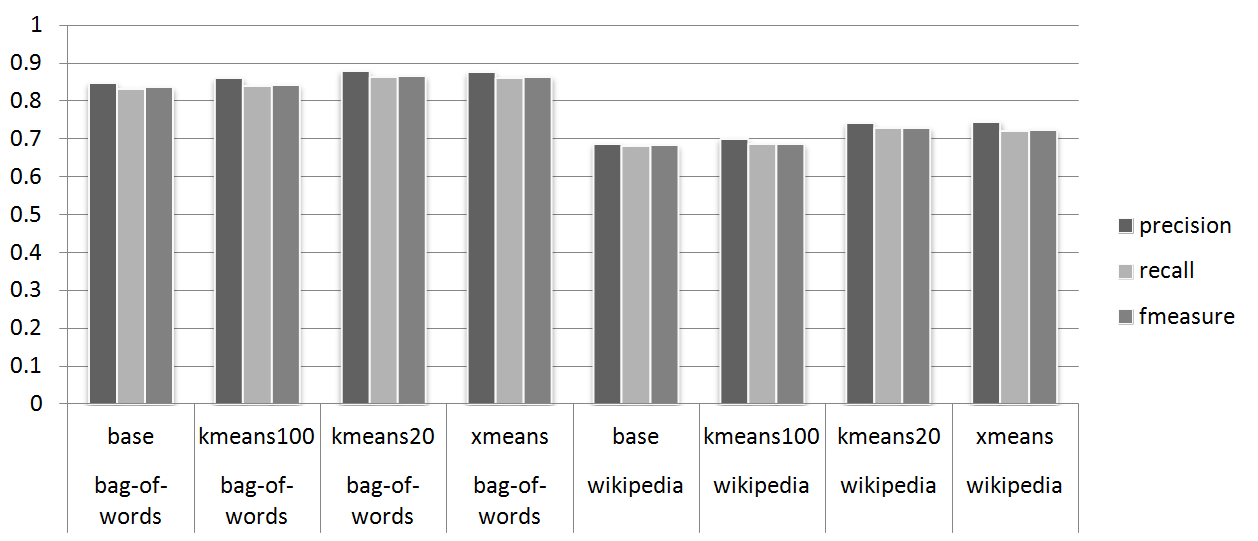 1
0.9
0.8
0.7
0.6
0.5
0.4
0.3
0.2
0.1
0
precision
recall
fmeasure
base kmeans100 kmeans20 xmeans base kmeans100 kmeans20 xmeans
bag-of- bag-of- bag-of- bag-of- wikipedia wikipedia wikipedia wikipedia
words words words words